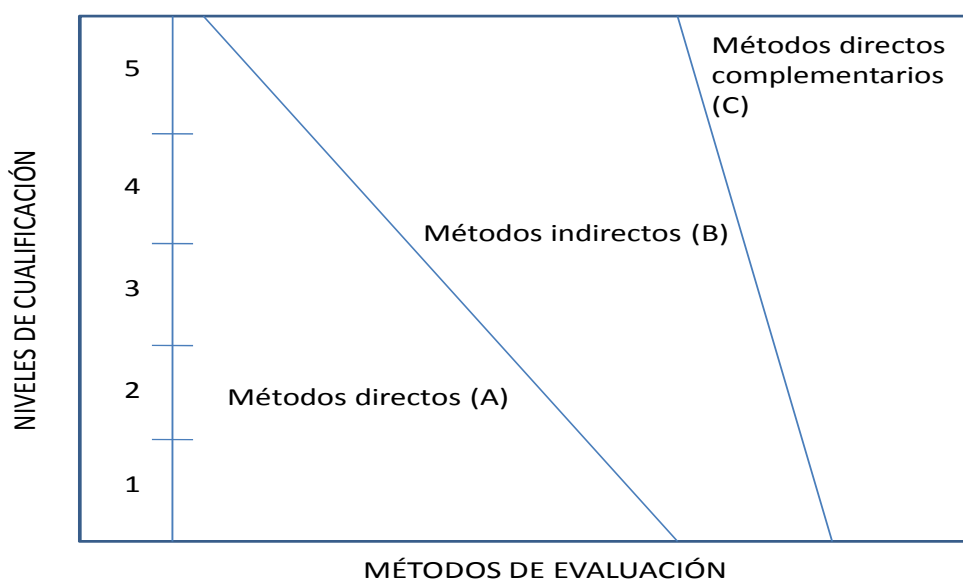 NIVELES DE CUALIFICACIÓN
5
4
3
2
1
Métodos directos
complementarios
(C)
Métodos indirectos (B)
Métodos directos (A)
MÉTODOS DE EVALUACIÓN